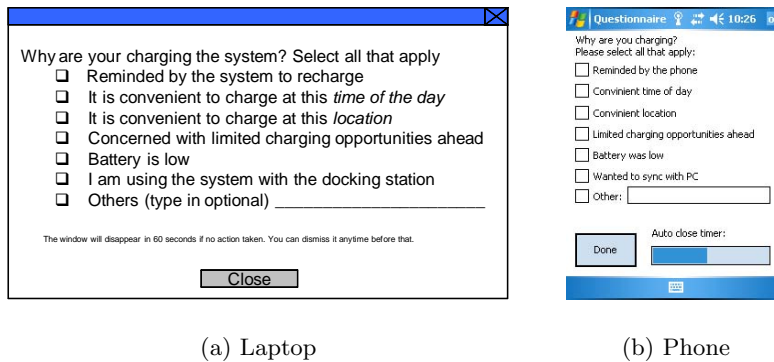 Why are your charging the system? Select all that apply
Reminded by the system to recharge
It is convenient to charge at this time of the day
It is convenient to charge at this location
Concerned with limited charging opportunities ahead
Battery is low
I am using the system with the docking station
Others (type in optional) ______________________
The window will disappear in 60 seconds if no action taken. You can dismiss it anytime before that.
Close
(a) Laptop
Questionnaire 10:26
Why are you charging?
Please select all that apply:
Reminded by the phone
Convinient time of day
Convinient location
Limited charging opportunities ahead
Battery was low
Wanted to sync with PC
Other:
Auto close timer:
Done
(b) Phone